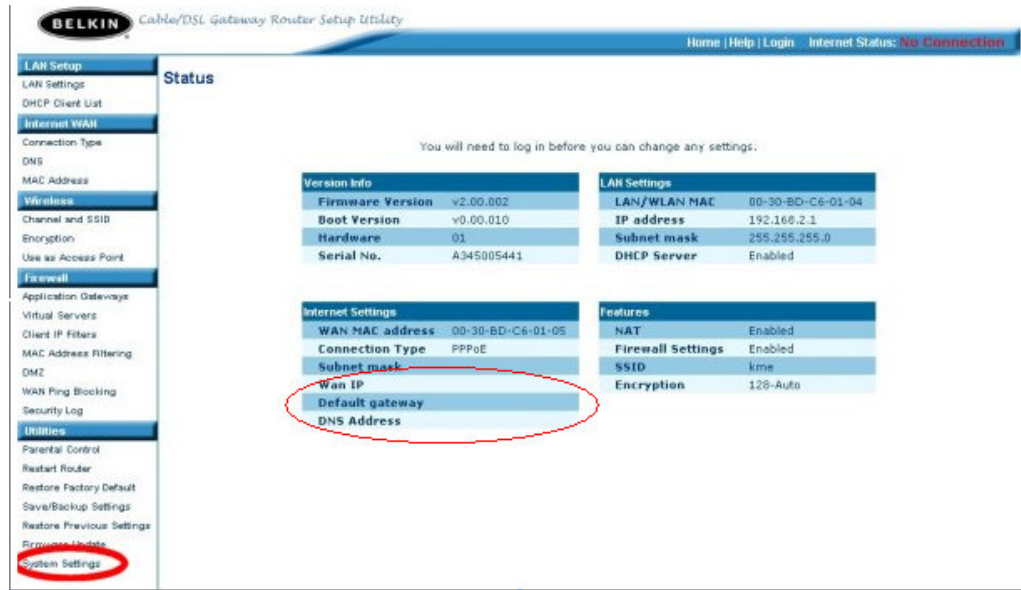 BELKIN Cable/DSL Gateway Router Setup Utility
Home | Help | Login Internet Status: No Connection
LAN Setup
LAN Settings
DHCP Client List
Internet WAN
Connection Type
DNS
MAC Address
Wireless
Channel and SSID
Encryption
Use as Access Point
Firewall
Application Gateways
Virtual Servers
Client IP Filters
MAC Address Filtering
DMZ
WAN Ping Blocking
Security Log
Utilities
Parental Control
Restart Router
Restore Factory Default
Save/Backup Settings
Restore Previous Settings
Firmware Update
System Settings
Status
You will need to log in before you can change any settings.
Version Info
Firmware Version v2.00.002
Boot Version v0.00.010
Hardware 01
Serial No. A345005441
LAN Settings
LAN/WLAN MAC 00-30-BD-C6-01-04
IP address 192.168.2.1
Subnet mask 255.255.255.0
DHCP Server Enabled
Internet Settings
WAN MAC address 00-30-BD-C6-01-05
Connection Type PPPoE
Subnet mask
Wan IP
Default gateway
DNS Address
Features
NAT Enabled
Firewall Settings Enabled
SSID kme
Encryption 128-Auto